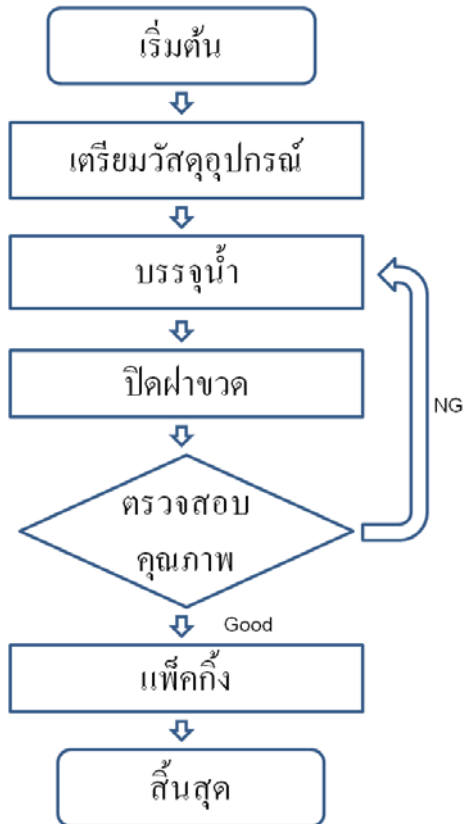 เริ่มต้น
เตรียมวัสดุอุปกรณ์
บรรจุน้ำ
ปิดฝาขวด
NG
ตรวจสอบ
คุณภาพ
Good
แพ็คกิ้ง
สิ้นสุด